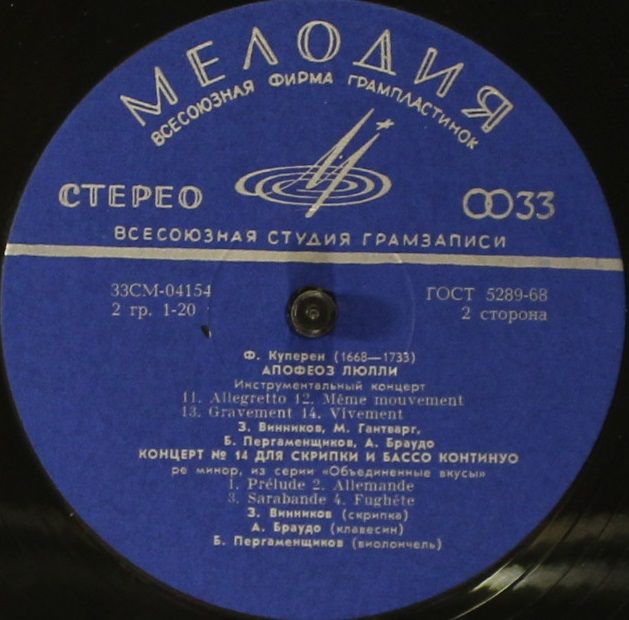 МЕЛОДИЯ
ВСЕСОЮЗНАЯ ФИРМА ГРАМПЛАСТИНОК
СТЕРЕО
33
ВСЕСОЮЗНАЯ СТУДИЯ ГРАМЗАПИСИ
33СМ-04154
ГОСТ 5289-68
2 гр. 1-20
2 сторона
Ф. Куперен (1668—1733)
АПОФЕОЗ ЛЮЛЛИ
Инструментальный концерт
11. Allegretto 12. Même mouvement
13. Gravement 14. Vivement
З. Винников, М. Гантварг,
Б. Пергаменщиков, А. Браудо
КОНЦЕРТ № 14 ДЛЯ СКРИПКИ И БАССО КОНТИНУО
ре минор, из серии «Объединенные вкусы»
1. Prélude 2. Allemande
3. Sarabande 4. Fughète
З. Винников (скрипка)
А. Браудо (клавесин)
Б. Пергаменщиков (виолончель)